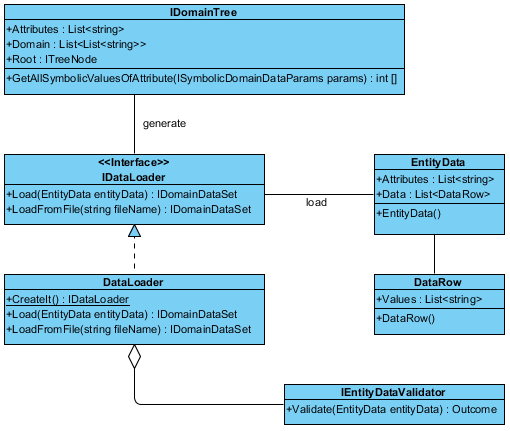 IDomainTree
+Attributes : List<string>
+Domain : List<List<string>>
+Root : ITreeNode
+GetAllSymbolicValuesOfAttribute(ISymbolicDomainDataParams params) : int []
generate
<<Interface>>
IDataLoader
+Load(EntityData entityData) : IDomainDataSet
+LoadFromFile(string fileName) : IDomainDataSet
load
EntityData
+Attributes : List<string>
+Data : List<DataRow>
+EntityData()
DataLoader
+CreateIt() : IDataLoader
+Load(EntityData entityData) : IDomainDataSet
+LoadFromFile(string fileName) : IDomainDataSet
DataRow
+Values : List<string>
+DataRow()
IEntityDataValidator
+Validate(EntityData entityData) : Outcome